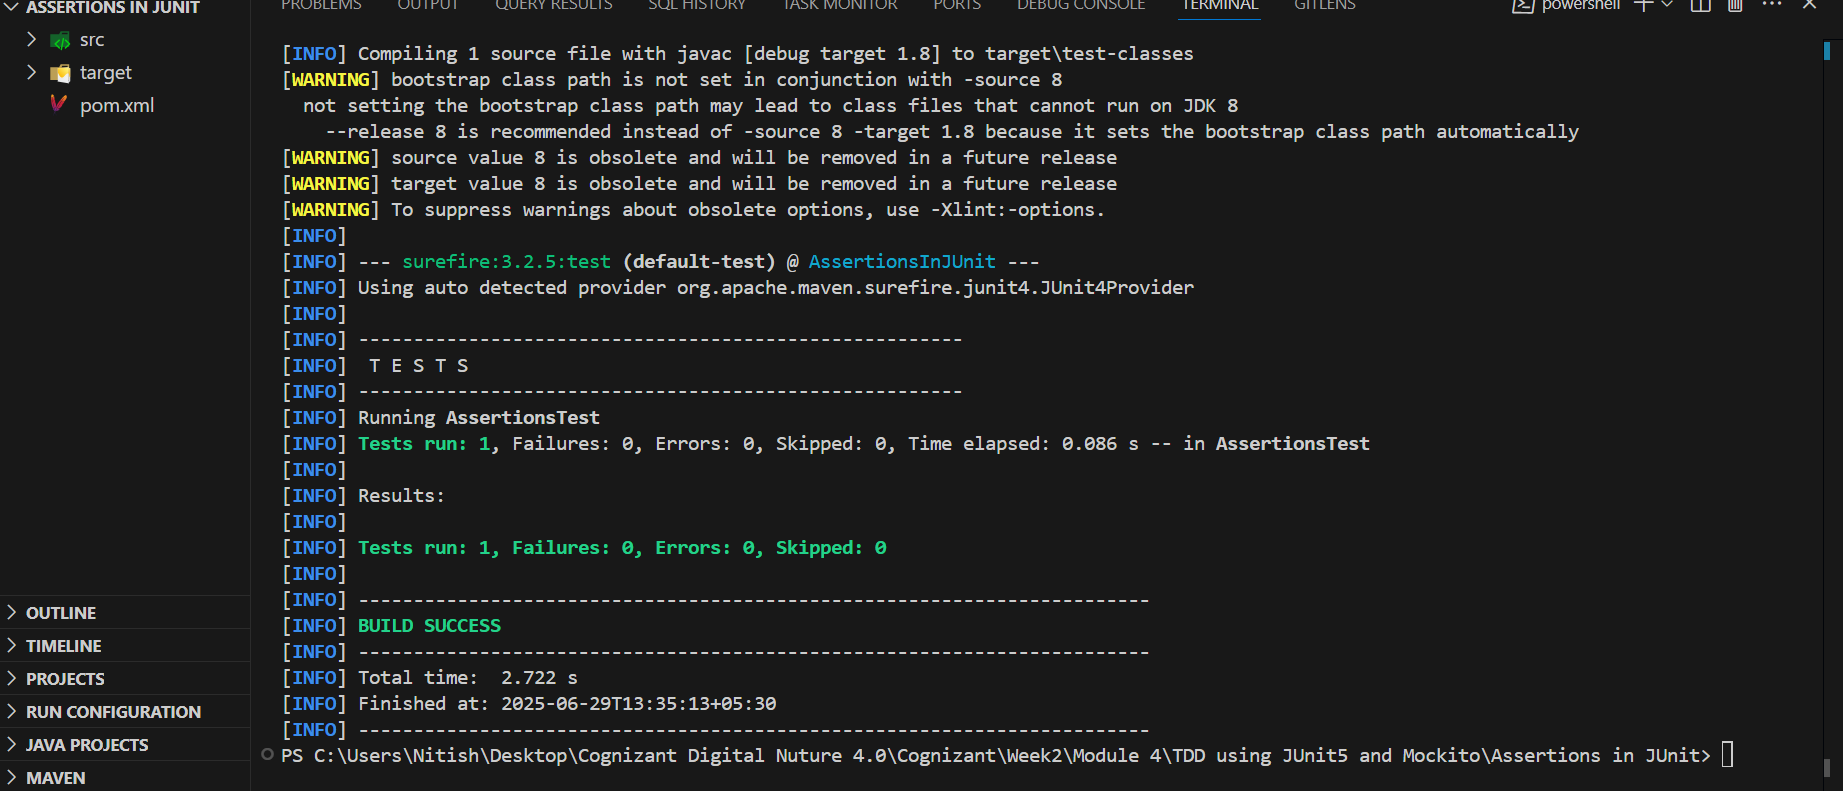 ASSERTIONS IN JUNIT
src
target
pom.xml
OUTLINE
TIMELINE
PROJECTS
RUN CONFIGURATION
JAVA PROJECTS
MAVEN
PROBLEMS OUTPUT QUERY RESULTS SQL HISTORY TASK MONITOR PORTS DEBUG CONSOLE TERMINAL GITLENS powershell
[INFO] Compiling 1 source file with javac [debug target 1.8] to target\test-classes
[WARNING] bootstrap class path is not set in conjunction with -source 8
not setting the bootstrap class path may lead to class files that cannot run on JDK 8
--release 8 is recommended instead of -source 8 -target 1.8 because it sets the bootstrap class path automatically
[WARNING] source value 8 is obsolete and will be removed in a future release
[WARNING] target value 8 is obsolete and will be removed in a future release
[WARNING] To suppress warnings about obsolete options, use -Xlint:-options.
[INFO]
[INFO] --- surefire:3.2.5:test (default-test) @ AssertionsInJUnit ---
[INFO] Using auto detected provider org.apache.maven.surefire.junit4.JUnit4Provider
[INFO]
[INFO] -------------------------------------------------------
[INFO]  T E S T S
[INFO] -------------------------------------------------------
[INFO] Running AssertionsTest
[INFO] Tests run: 1, Failures: 0, Errors: 0, Skipped: 0, Time elapsed: 0.086 s -- in AssertionsTest
[INFO]
[INFO] Results:
[INFO]
[INFO] Tests run: 1, Failures: 0, Errors: 0, Skipped: 0
[INFO]
[INFO] ------------------------------------------------------------------------
[INFO] BUILD SUCCESS
[INFO] ------------------------------------------------------------------------
[INFO] Total time:  2.722 s
[INFO] Finished at: 2025-06-29T13:35:13+05:30
[INFO] ------------------------------------------------------------------------
PS C:\Users\Nitish\Desktop\Cognizant Digital Nuture 4.0\Cognizant\Week2\Module 4\TDD using JUnit5 and Mockito\Assertions in JUnit>